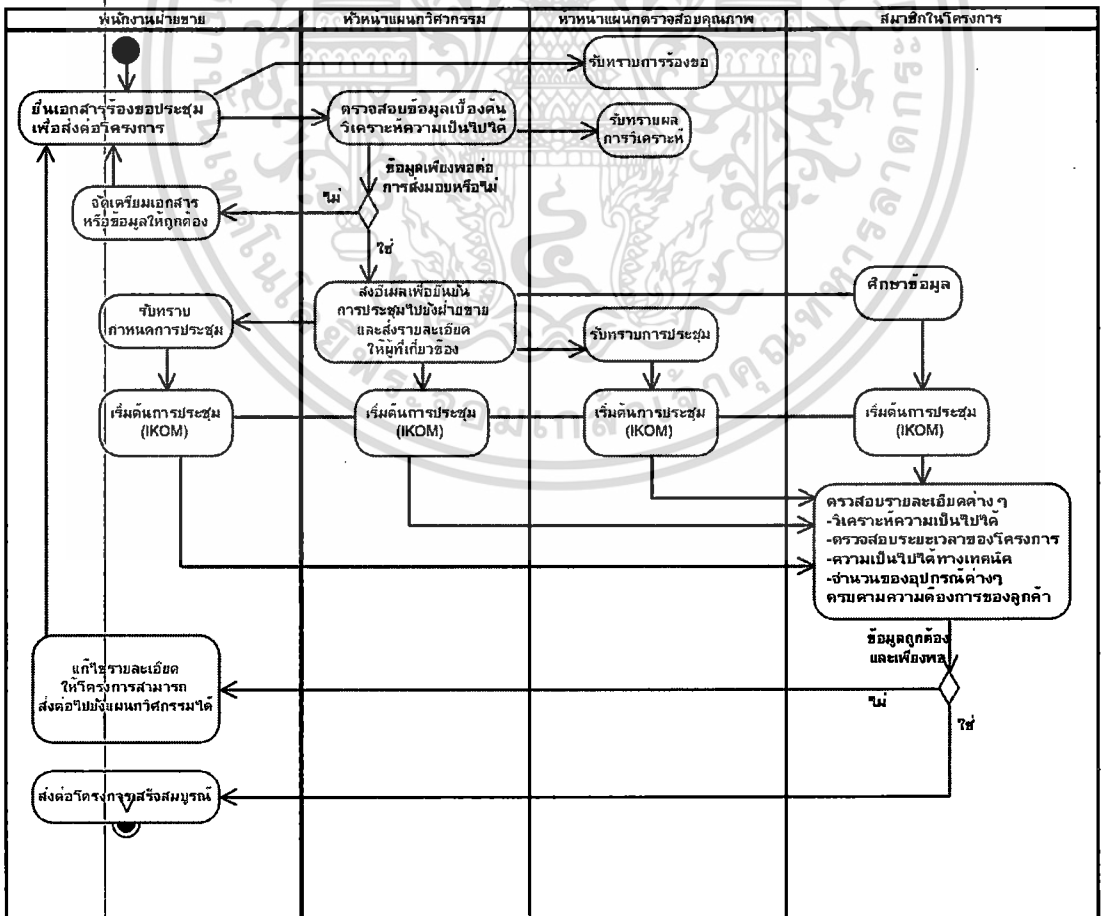 พนักงานฝ่ายขาย
หัวหน้าแผนกวิศวกรรม
หัวหน้าแผนกตรวจสอบคุณภาพ
สมาชิกในโครงการ
รับทราบการร้องขอ
ยื่นเอกสารร้องขอประชุม
เพื่อส่งต่อโครงการ
ตรวจสอบข้อมูลเบื้องต้น
วิเคราะห์ความเป็นไปได้
รับทราบผล
การวิเคราะห์
ข้อมูลเพียงพอต่อ
การส่งมอบหรือไม่
ไม่
จัดเตรียมเอกสาร
หรือข้อมูลให้ถูกต้อง
ใช่
ส่งอีเมลเพื่อยืนยัน
การประชุมไปยังฝ่ายขาย
และส่งรายละเอียด
ให้ผู้ที่เกี่ยวข้อง
ศึกษาข้อมูล
รับทราบ
กำหนดการประชุม
รับทราบการประชุม
เริ่มต้นการประชุม
(IKOM)
เริ่มต้นการประชุม
(IKOM)
เริ่มต้นการประชุม
(IKOM)
เริ่มต้นการประชุม
(IKOM)
ตรวสอบรายละเอียดต่าง ๆ
-วิเคราะห์ความเป็นไปได้
-ตรวจสอบระยะเวลาของโครงการ
-ความเป็นไปได้ทางเทคนิค
-จำนวนของอุปกรณ์ต่างๆ
ครบตามความต้องการของลูกค้า
ข้อมูลถูกต้อง
และเพียงพอ
ไม่
ใช่
แก้ไขรายละเอียด
ให้โครงการสามารถ
ส่งต่อไปยังแผนกวิศกรรมได้
ส่งต่อโครงการเสร็จสมบูรณ์